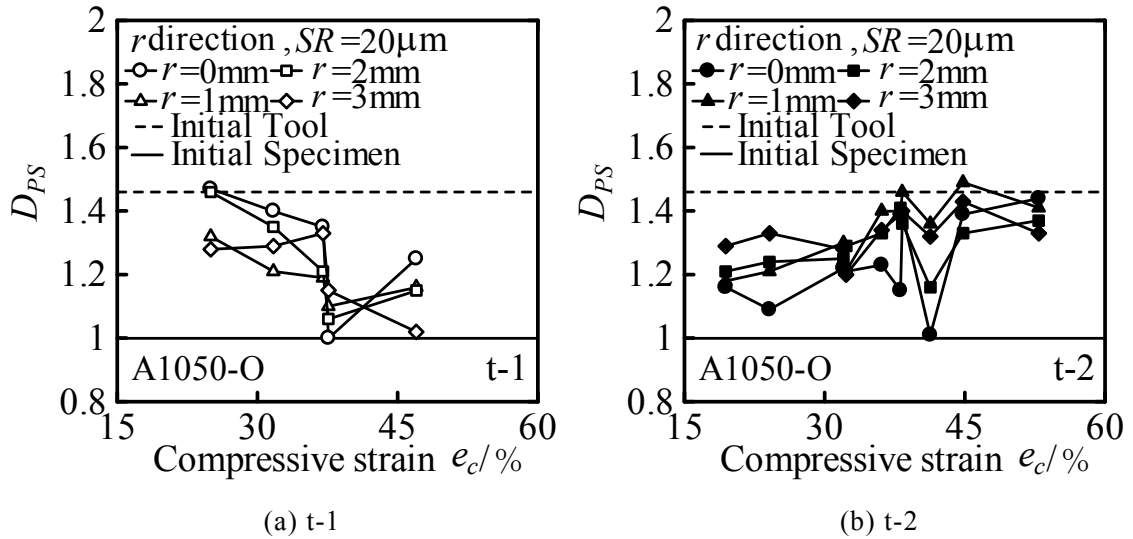 2
r direction , SR=20μm
r=0mm r=2mm
r=1mm r=3mm
Initial Tool
Initial Specimen
1.8
1.6
1.4
1.2
1
0.8
D_PS
A1050-O t-1
15 30 45 60
Compressive strain e_c/%
(a) t-1
2
r direction , SR=20μm
r=0mm r=2mm
r=1mm r=3mm
Initial Tool
Initial Specimen
1.8
1.6
1.4
1.2
1
0.8
D_PS
A1050-O t-2
15 30 45 60
Compressive strain e_c/%
(b) t-2